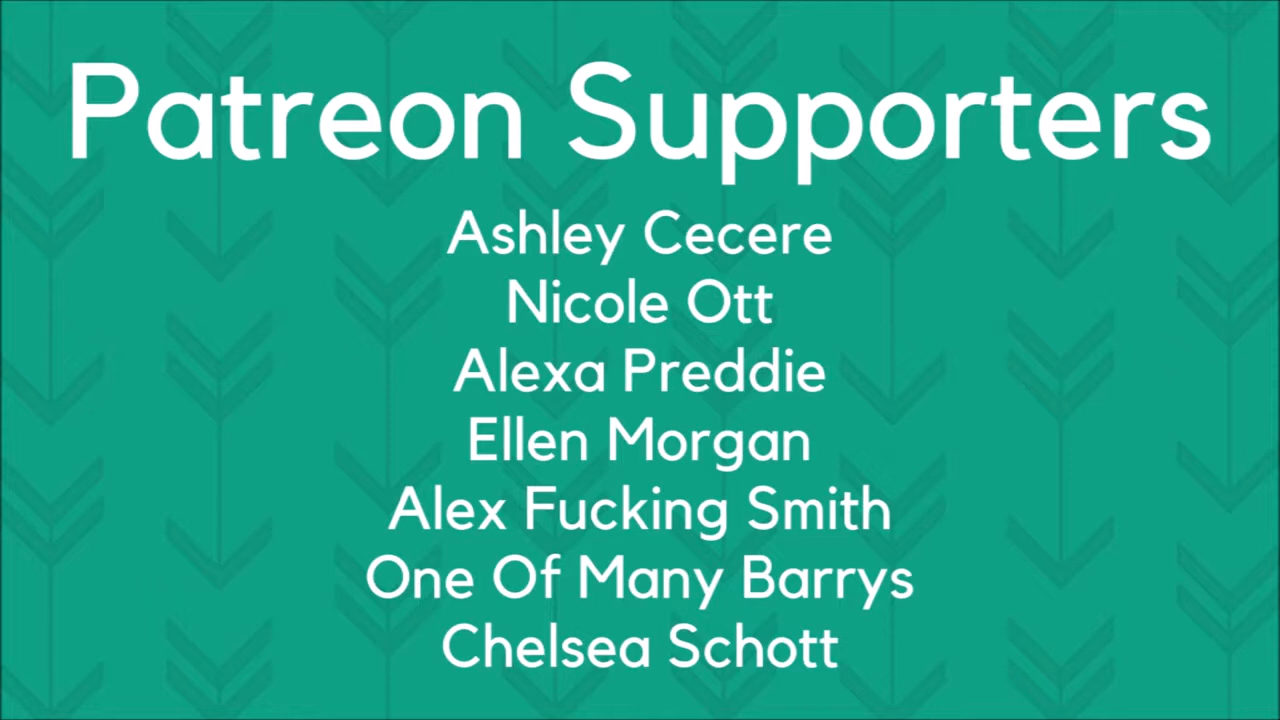 Patreon Supporters
Ashley Cecere
Nicole Ott
Alexa Preddie
Ellen Morgan
Alex Fucking Smith
One Of Many Barrys
Chelsea Schott